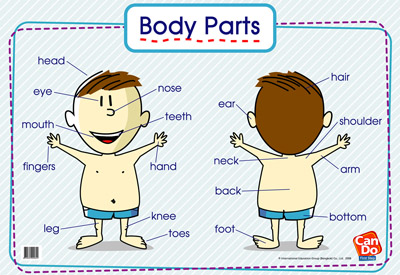 Body Parts
head
eye
nose
mouth
teeth
fingers
hand
leg
knee
toes
hair
ear
shoulder
neck
arm
back
bottom
foot
Can
Do